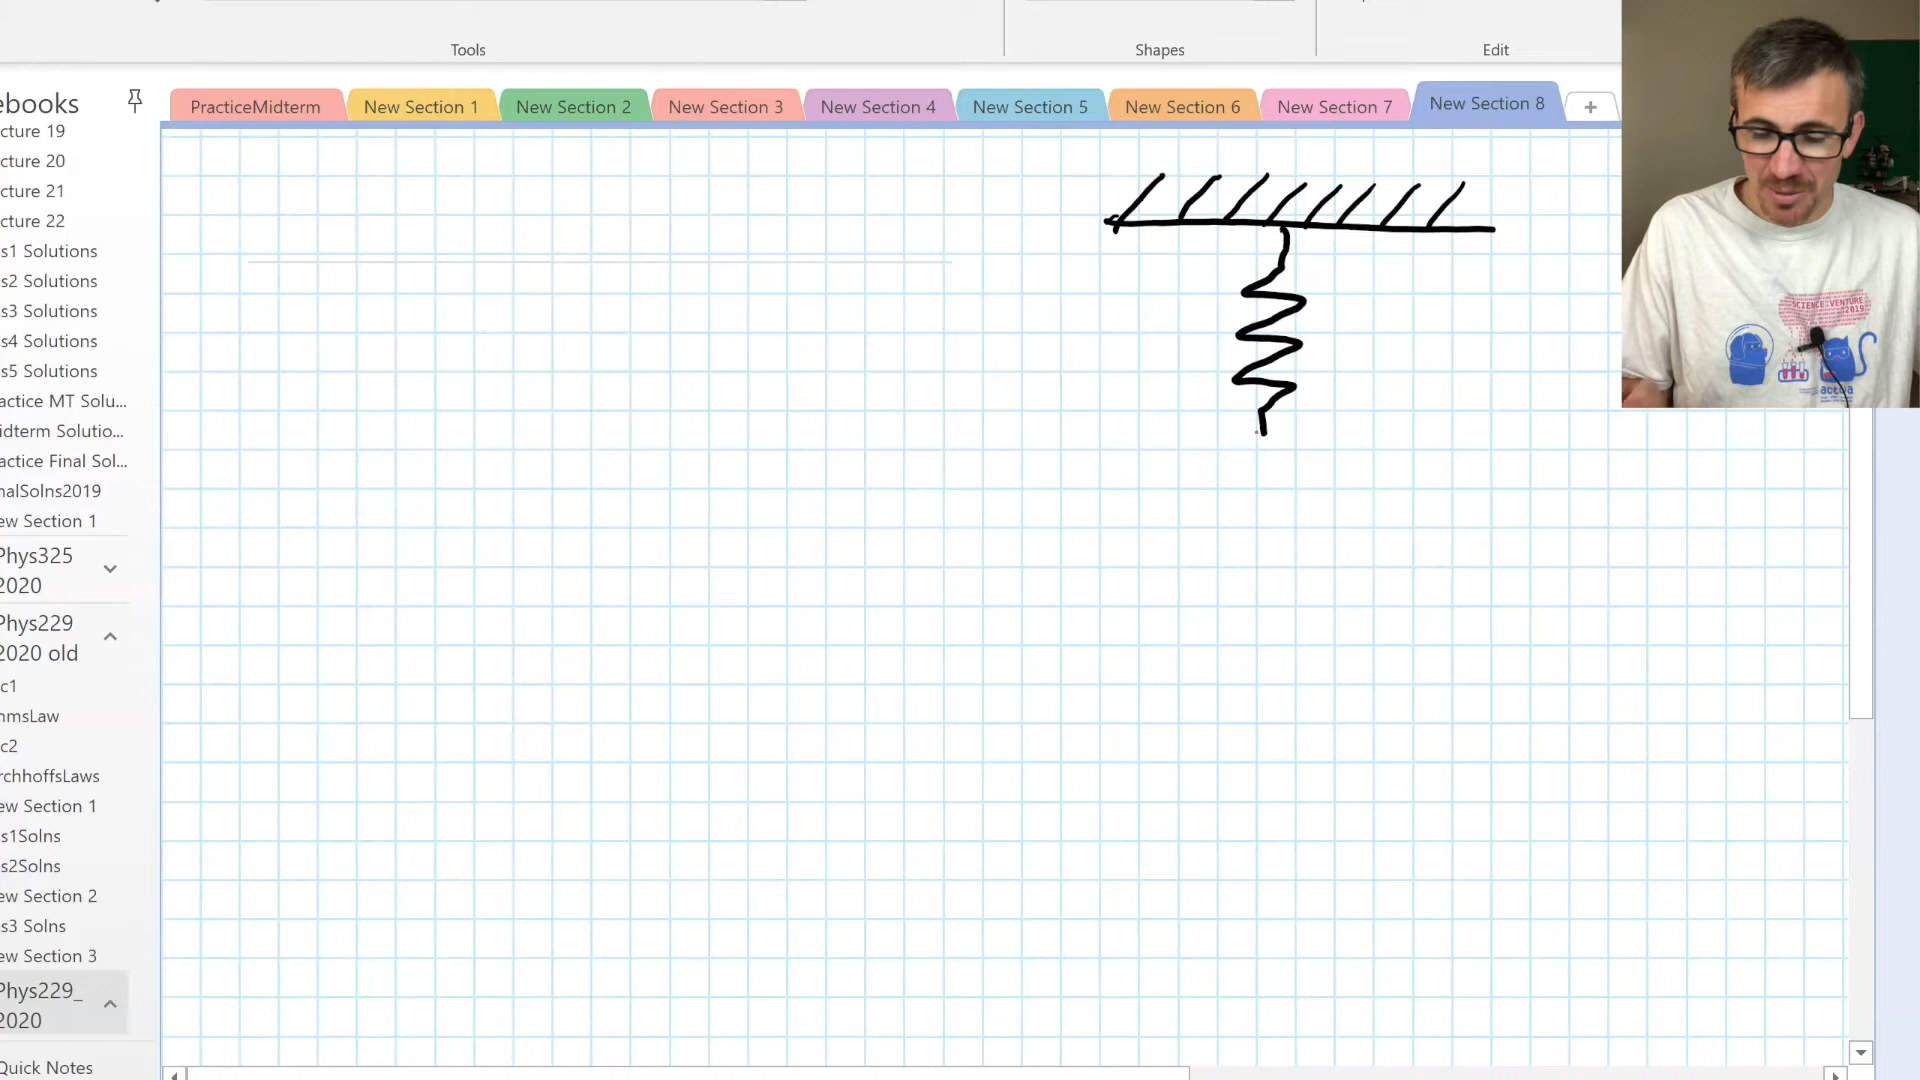 Tools
Shapes
Edit
ebooks
PracticeMidterm
New Section 1
New Section 2
New Section 3
New Section 4
New Section 5
New Section 6
New Section 7
New Section 8
+
cture 19
cture 20
cture 21
cture 22
s1 Solutions
s2 Solutions
s3 Solutions
s4 Solutions
s5 Solutions
actice MT Solu...
idterm Solutio...
actice Final Sol...
nalSolns2019
ew Section 1
Phys325
2020
Phys229
2020 old
c1
hmsLaw
c2
rchhoffsLaws
ew Section 1
s1Solns
s2Solns
ew Section 2
s3 Solns
ew Section 3
Phys229_
2020
Quick Notes
SCIENCE VENTURE
2019
actua